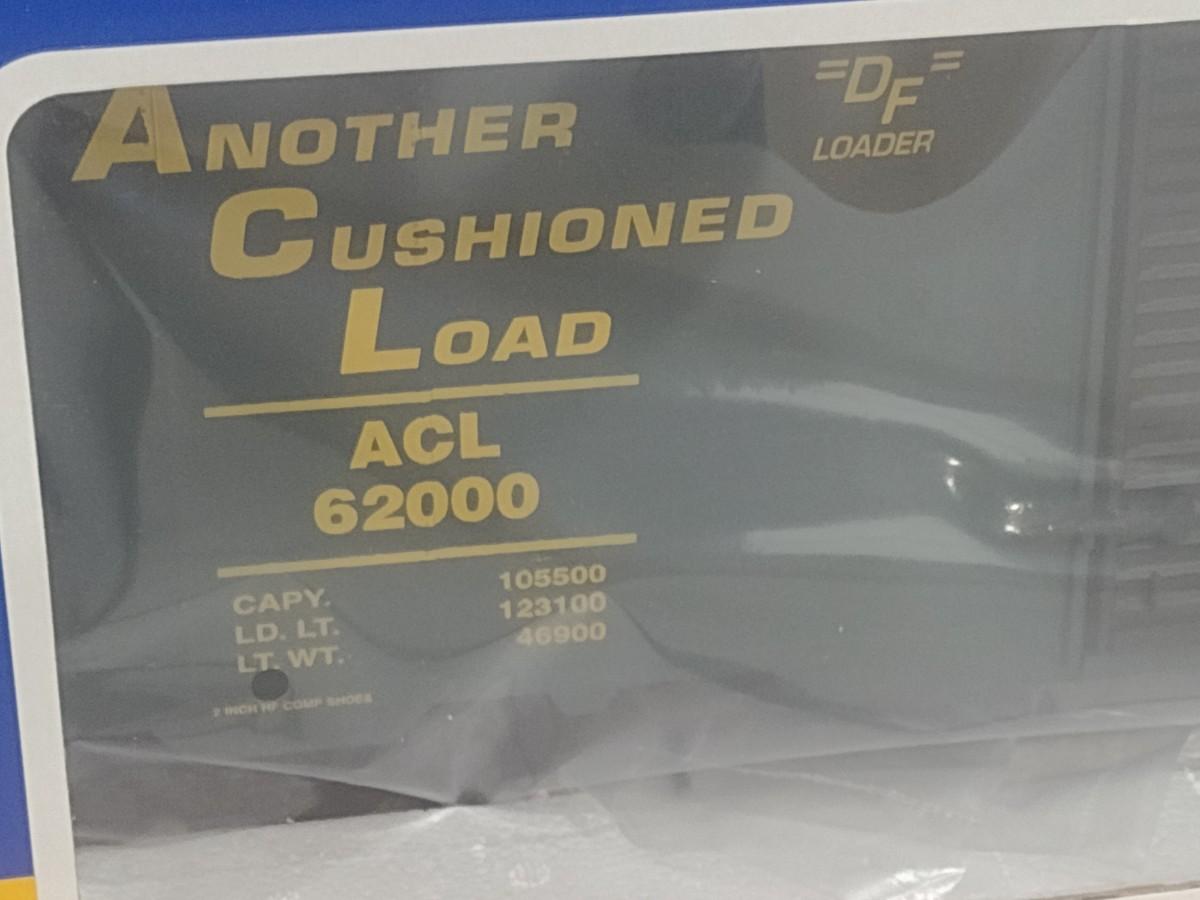 ANOTHER
CUSHIONED
LOAD
=DF=
LOADER
ACL
62000
CAPY. 105500
LD. LT. 123100
LT. WT. 46900
2 INCH HF COMP SHOES